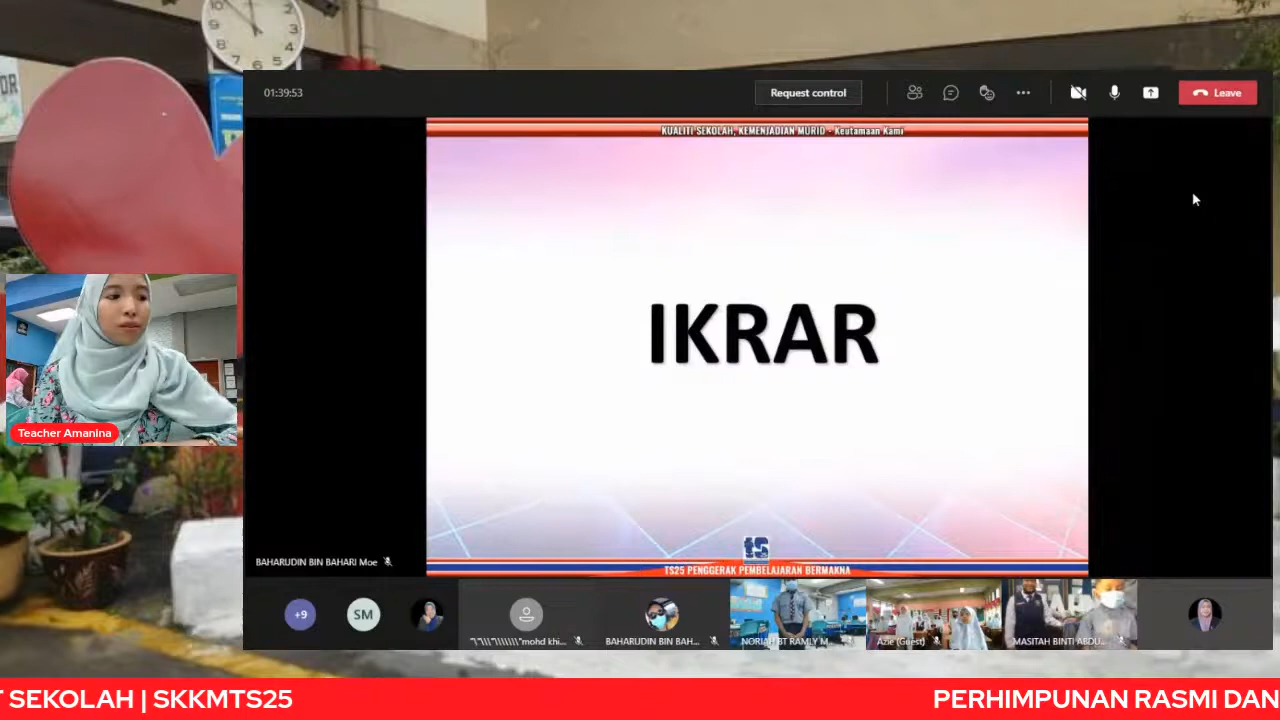 01:39:53
Request control
Leave
KUALITI SEKOLAH, KEMENJADIAN MURID - Keutamaan Kami
IKRAR
Teacher Amanina
BAHARUDIN BIN BAHARI Moe
ts
TS25 PENGGERAK PEMBELAJARAN BERMAKNA
+9
SM
BAHARUDIN BIN BAH...
NORIAH BT RAMLY M...
Azie (Guest)
MASITAH BINTI ABDU...
T SEKOLAH | SKKMTS25
PERHIMPUNAN RASMI DAN